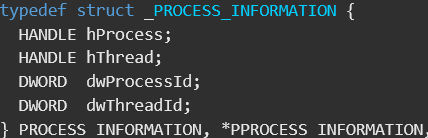 typedef struct _PROCESS_INFORMATION {
  HANDLE hProcess;
  HANDLE hThread;
  DWORD  dwProcessId;
  DWORD  dwThreadId;
} PROCESS_INFORMATION, *PPROCESS_INFORMATION,